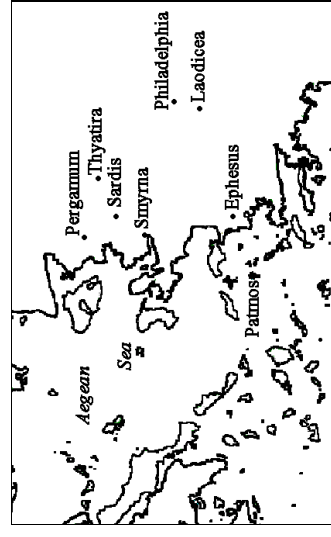 Pergamum
Thyatira
Sardis
Smyrna
Philadelphia
Laodicea
Ephesus
Patmos
Aegean
Sea